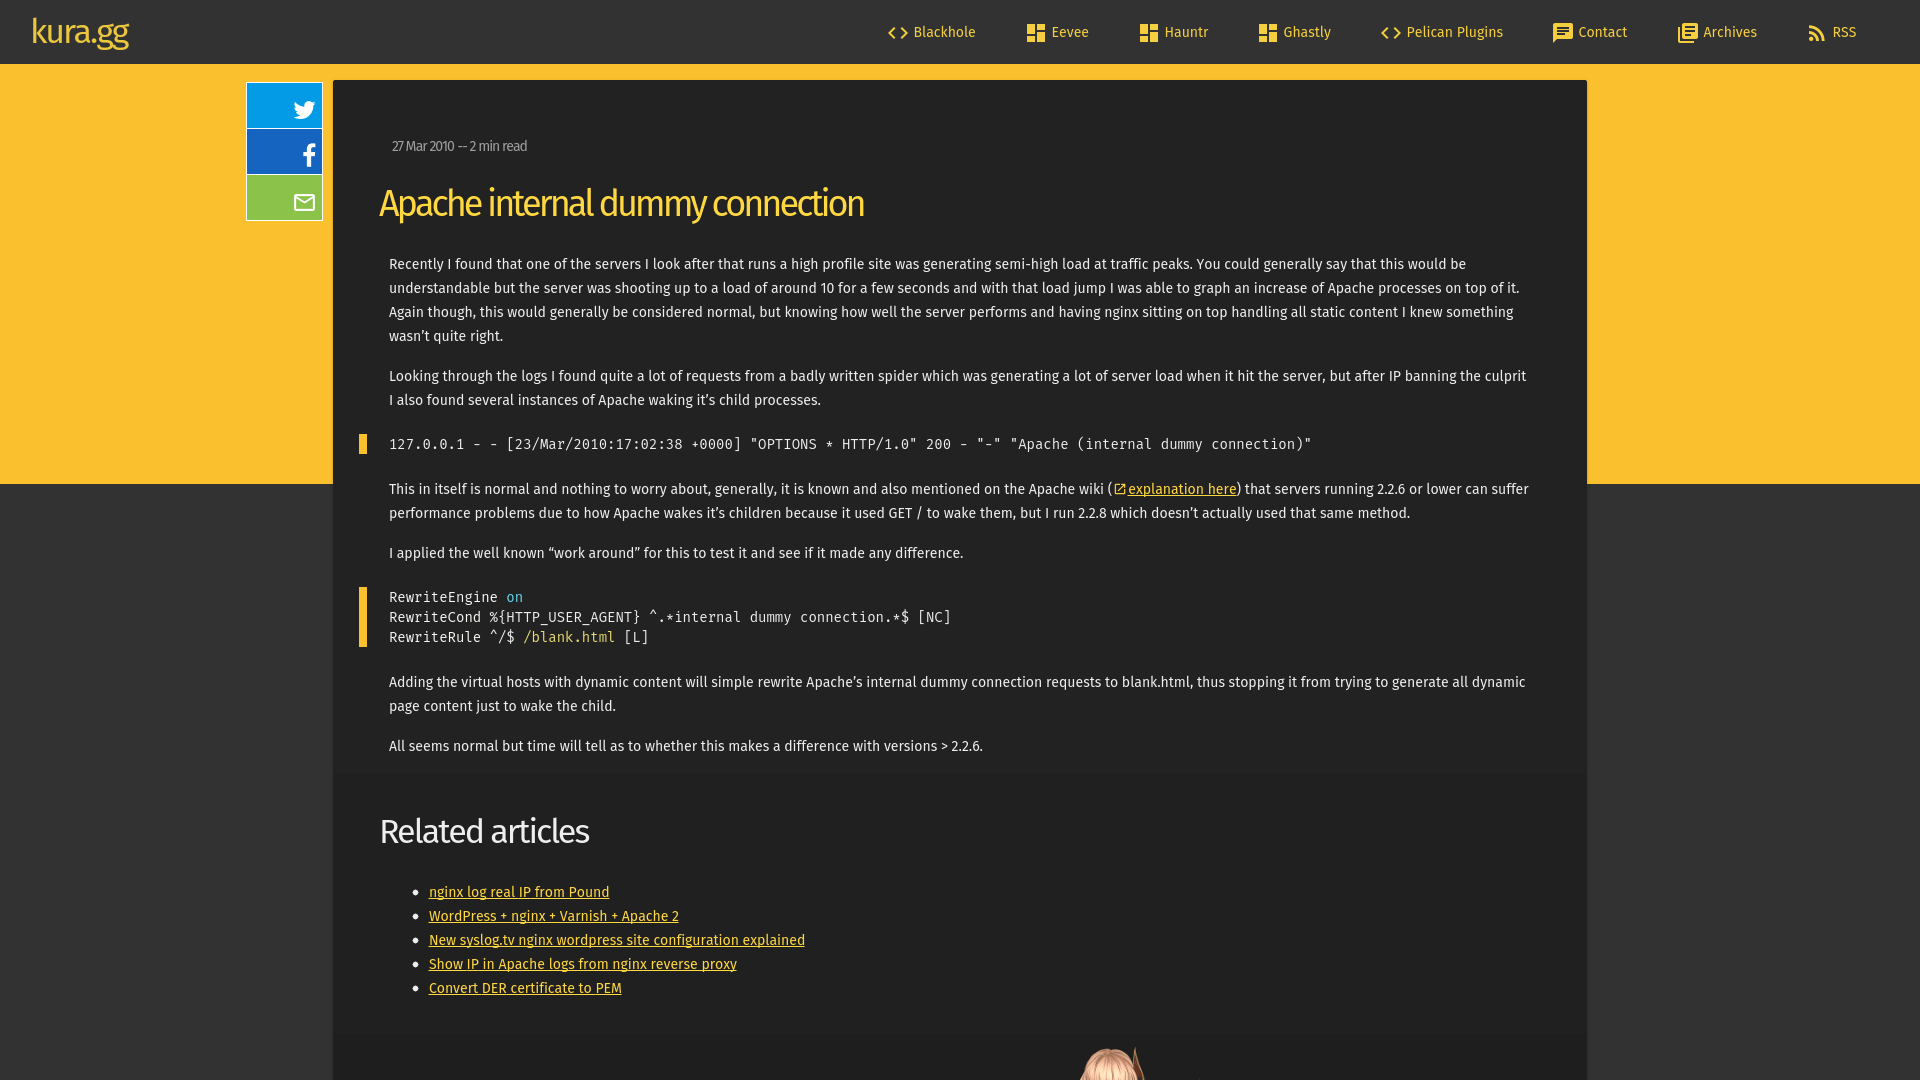 kura.gg
Blackhole
Eevee
Hauntr
Ghastly
Pelican Plugins
Contact
Archives
RSS
27 Mar 2010 -- 2 min read
Apache internal dummy connection
Recently I found that one of the servers I look after that runs a high profile site was generating semi-high load at traffic peaks. You could generally say that this would be
understandable but the server was shooting up to a load of around 10 for a few seconds and with that load jump I was able to graph an increase of Apache processes on top of it.
Again though, this would generally be considered normal, but knowing how well the server performs and having nginx sitting on top handling all static content I knew something
wasn’t quite right.
Looking through the logs I found quite a lot of requests from a badly written spider which was generating a lot of server load when it hit the server, but after IP banning the culprit
I also found several instances of Apache waking it’s child processes.
127.0.0.1 - - [23/Mar/2010:17:02:38 +0000] "OPTIONS * HTTP/1.0" 200 - "-" "Apache (internal dummy connection)"
This in itself is normal and nothing to worry about, generally, it is known and also mentioned on the Apache wiki (explanation here) that servers running 2.2.6 or lower can suffer
performance problems due to how Apache wakes it’s children because it used GET / to wake them, but I run 2.2.8 which doesn’t actually used that same method.
I applied the well known “work around” for this to test it and see if it made any difference.
RewriteEngine on
RewriteCond %{HTTP_USER_AGENT} ^.*internal dummy connection.*$ [NC]
RewriteRule ^/$ /blank.html [L]
Adding the virtual hosts with dynamic content will simple rewrite Apache’s internal dummy connection requests to blank.html, thus stopping it from trying to generate all dynamic
page content just to wake the child.
All seems normal but time will tell as to whether this makes a difference with versions > 2.2.6.
Related articles
nginx log real IP from Pound
WordPress + nginx + Varnish + Apache 2
New syslog.tv nginx wordpress site configuration explained
Show IP in Apache logs from nginx reverse proxy
Convert DER certificate to PEM